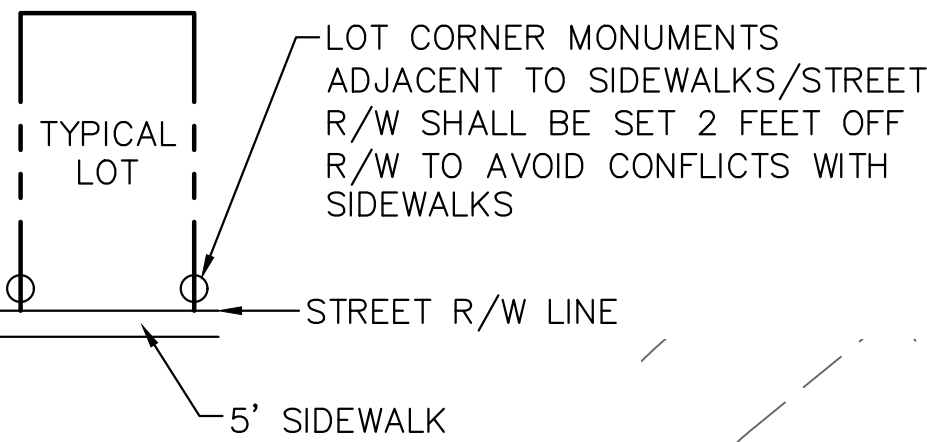 LOT CORNER MONUMENTS
ADJACENT TO SIDEWALKS/STREET
R/W SHALL BE SET 2 FEET OFF
R/W TO AVOID CONFLICTS WITH
SIDEWALKS
TYPICAL
LOT
STREET R/W LINE
5' SIDEWALK